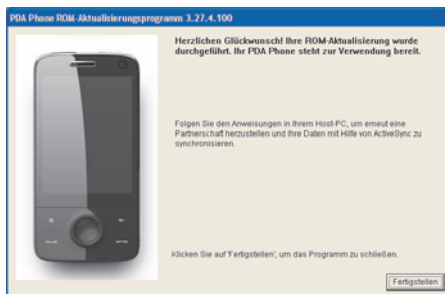 PDA Phone ROM-Aktualisierungsprogramm 3.27.4.100
Herzlichen Glückwunsch! Ihre ROM-Aktualisierung wurde
durchgeführt. Ihr PDA Phone steht zur Verwendung bereit.
Folgen Sie den Anweisungen in Ihrem Host-PC, um erneut eine
Partnerschaft herzustellen und Ihre Daten mit Hilfe von ActiveSync zu
synchronisieren.
Klicken Sie auf 'Fertigstellen', um das Programm zu schließen.
Fertigstellen